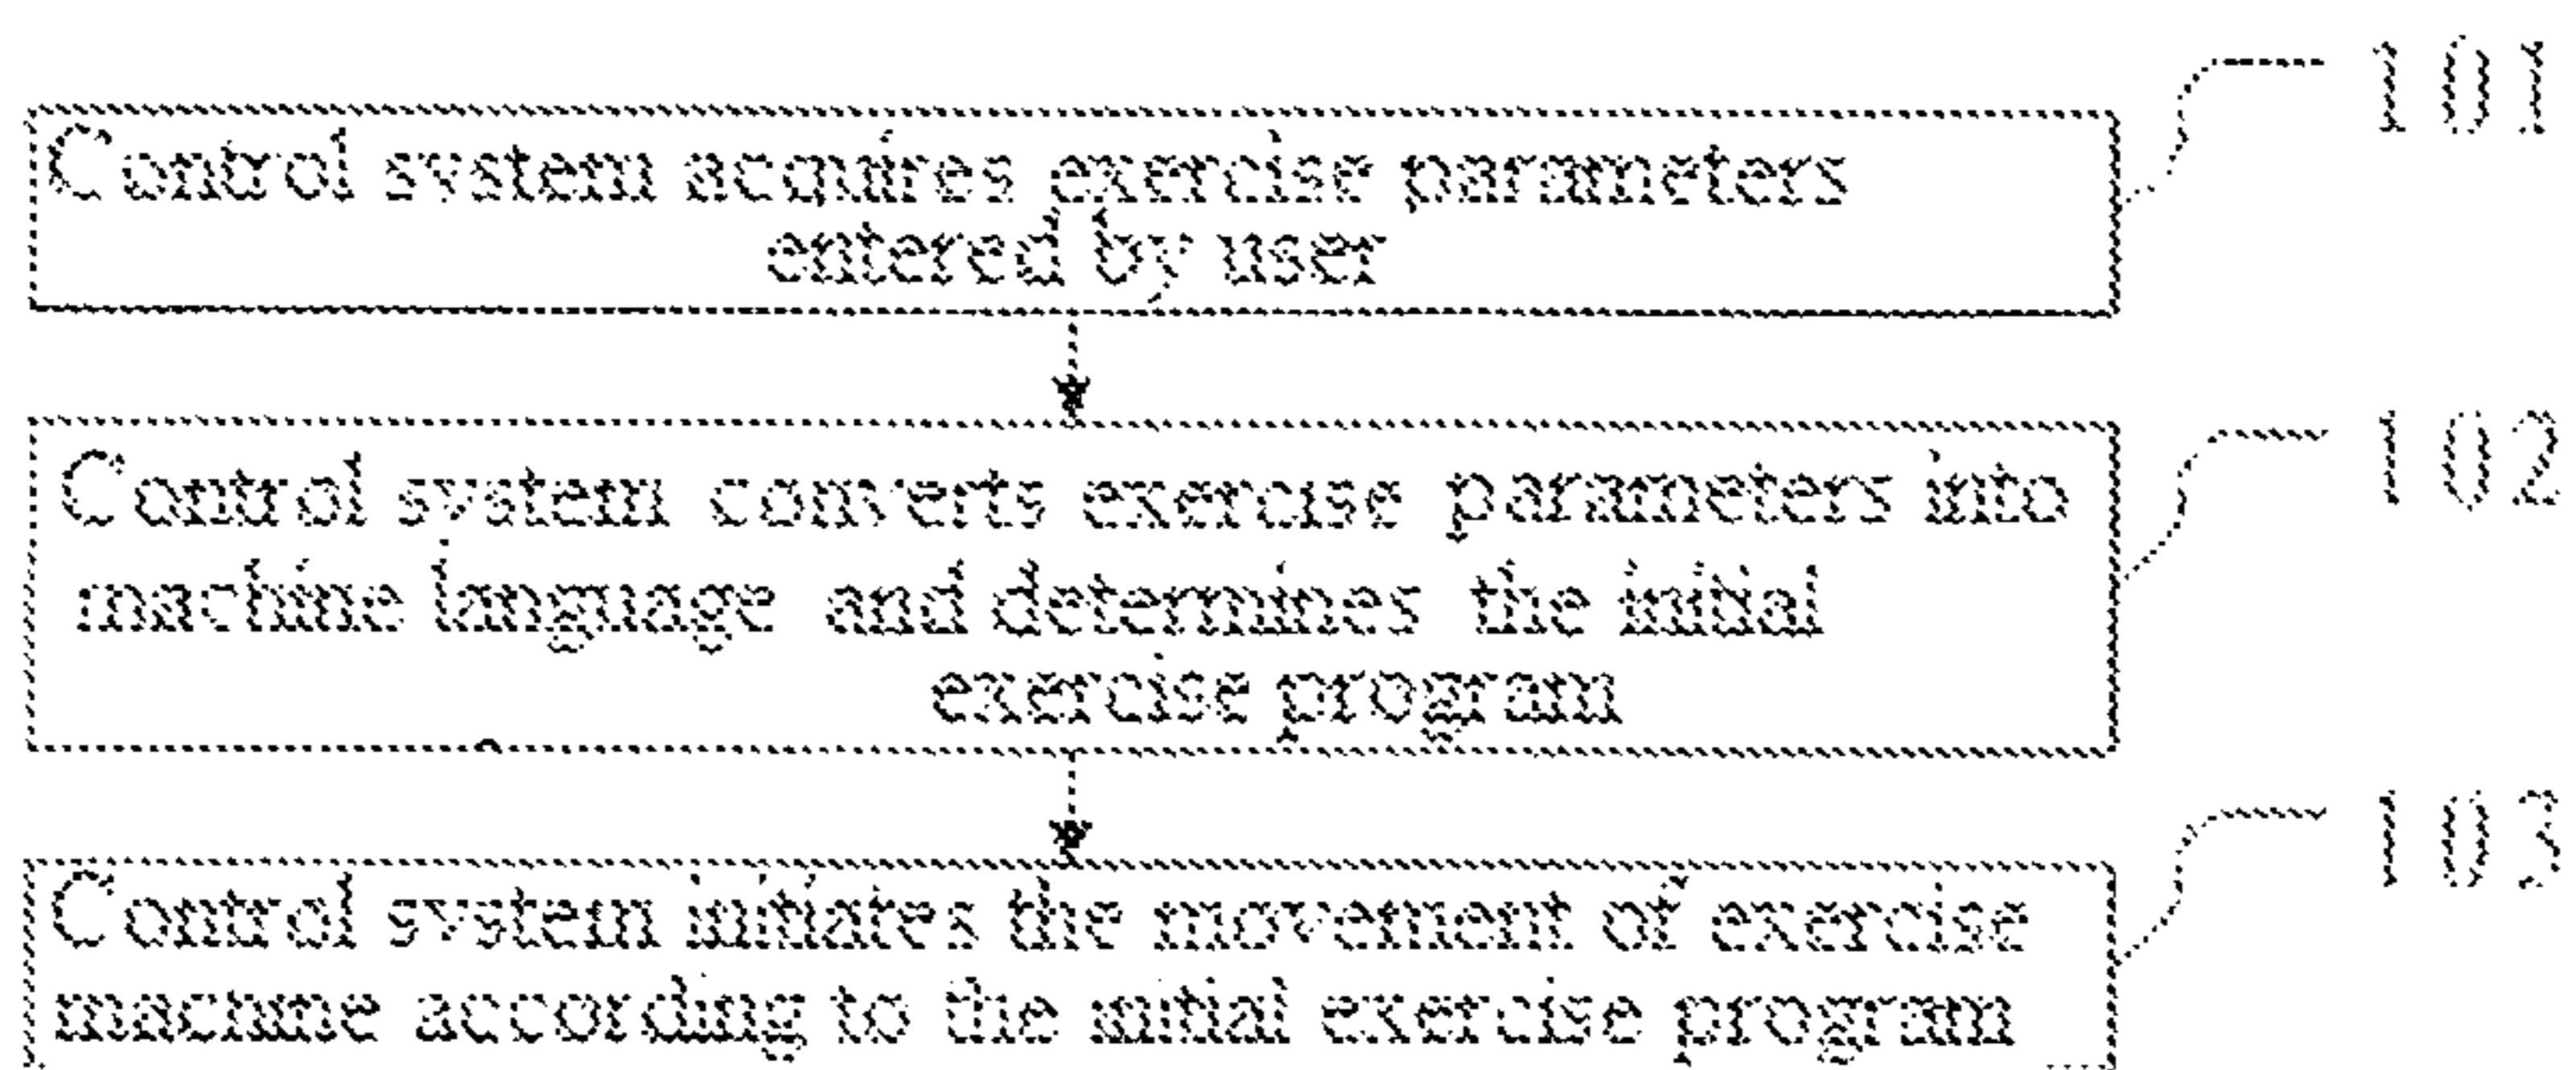 101
Control system acquires exercise parameters
entered by user
102
Control system converts exercise parameters into
machine language and determines the initial
exercise program
103
Control system initiates the movement of exercise
machine according to the initial exercise program